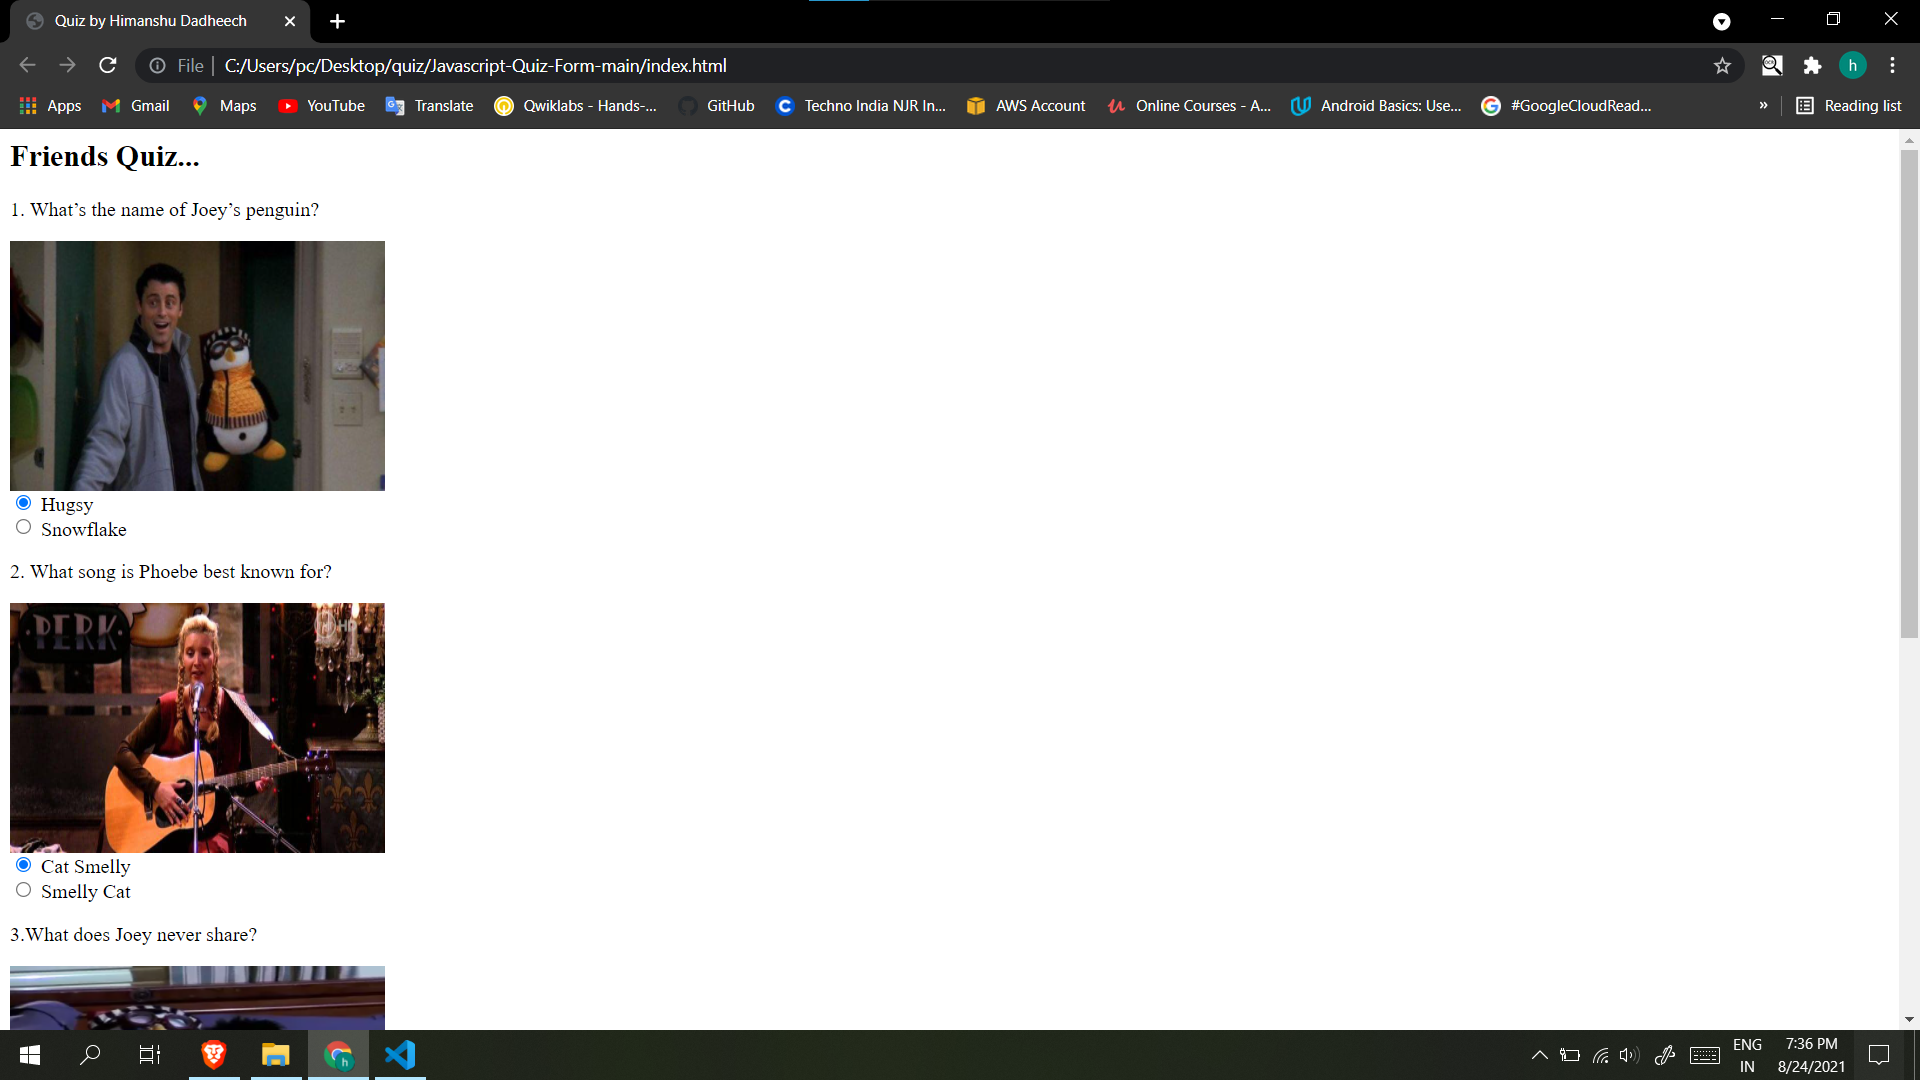 Quiz by Himanshu Dadheech
File
C:/Users/pc/Desktop/quiz/Javascript-Quiz-Form-main/index.html
h
Apps
Gmail
Maps
YouTube
Translate
Qwiklabs - Hands-...
GitHub
Techno India NJR In...
AWS Account
Online Courses - A...
Android Basics: Use...
#GoogleCloudRead...
»
Reading list
Friends Quiz...
1. What’s the name of Joey’s penguin?
Hugsy
Snowflake
2. What song is Phoebe best known for?
PERK
HD
Cat Smelly
Smelly Cat
3.What does Joey never share?
h
ENG
IN
7:36 PM
8/24/2021